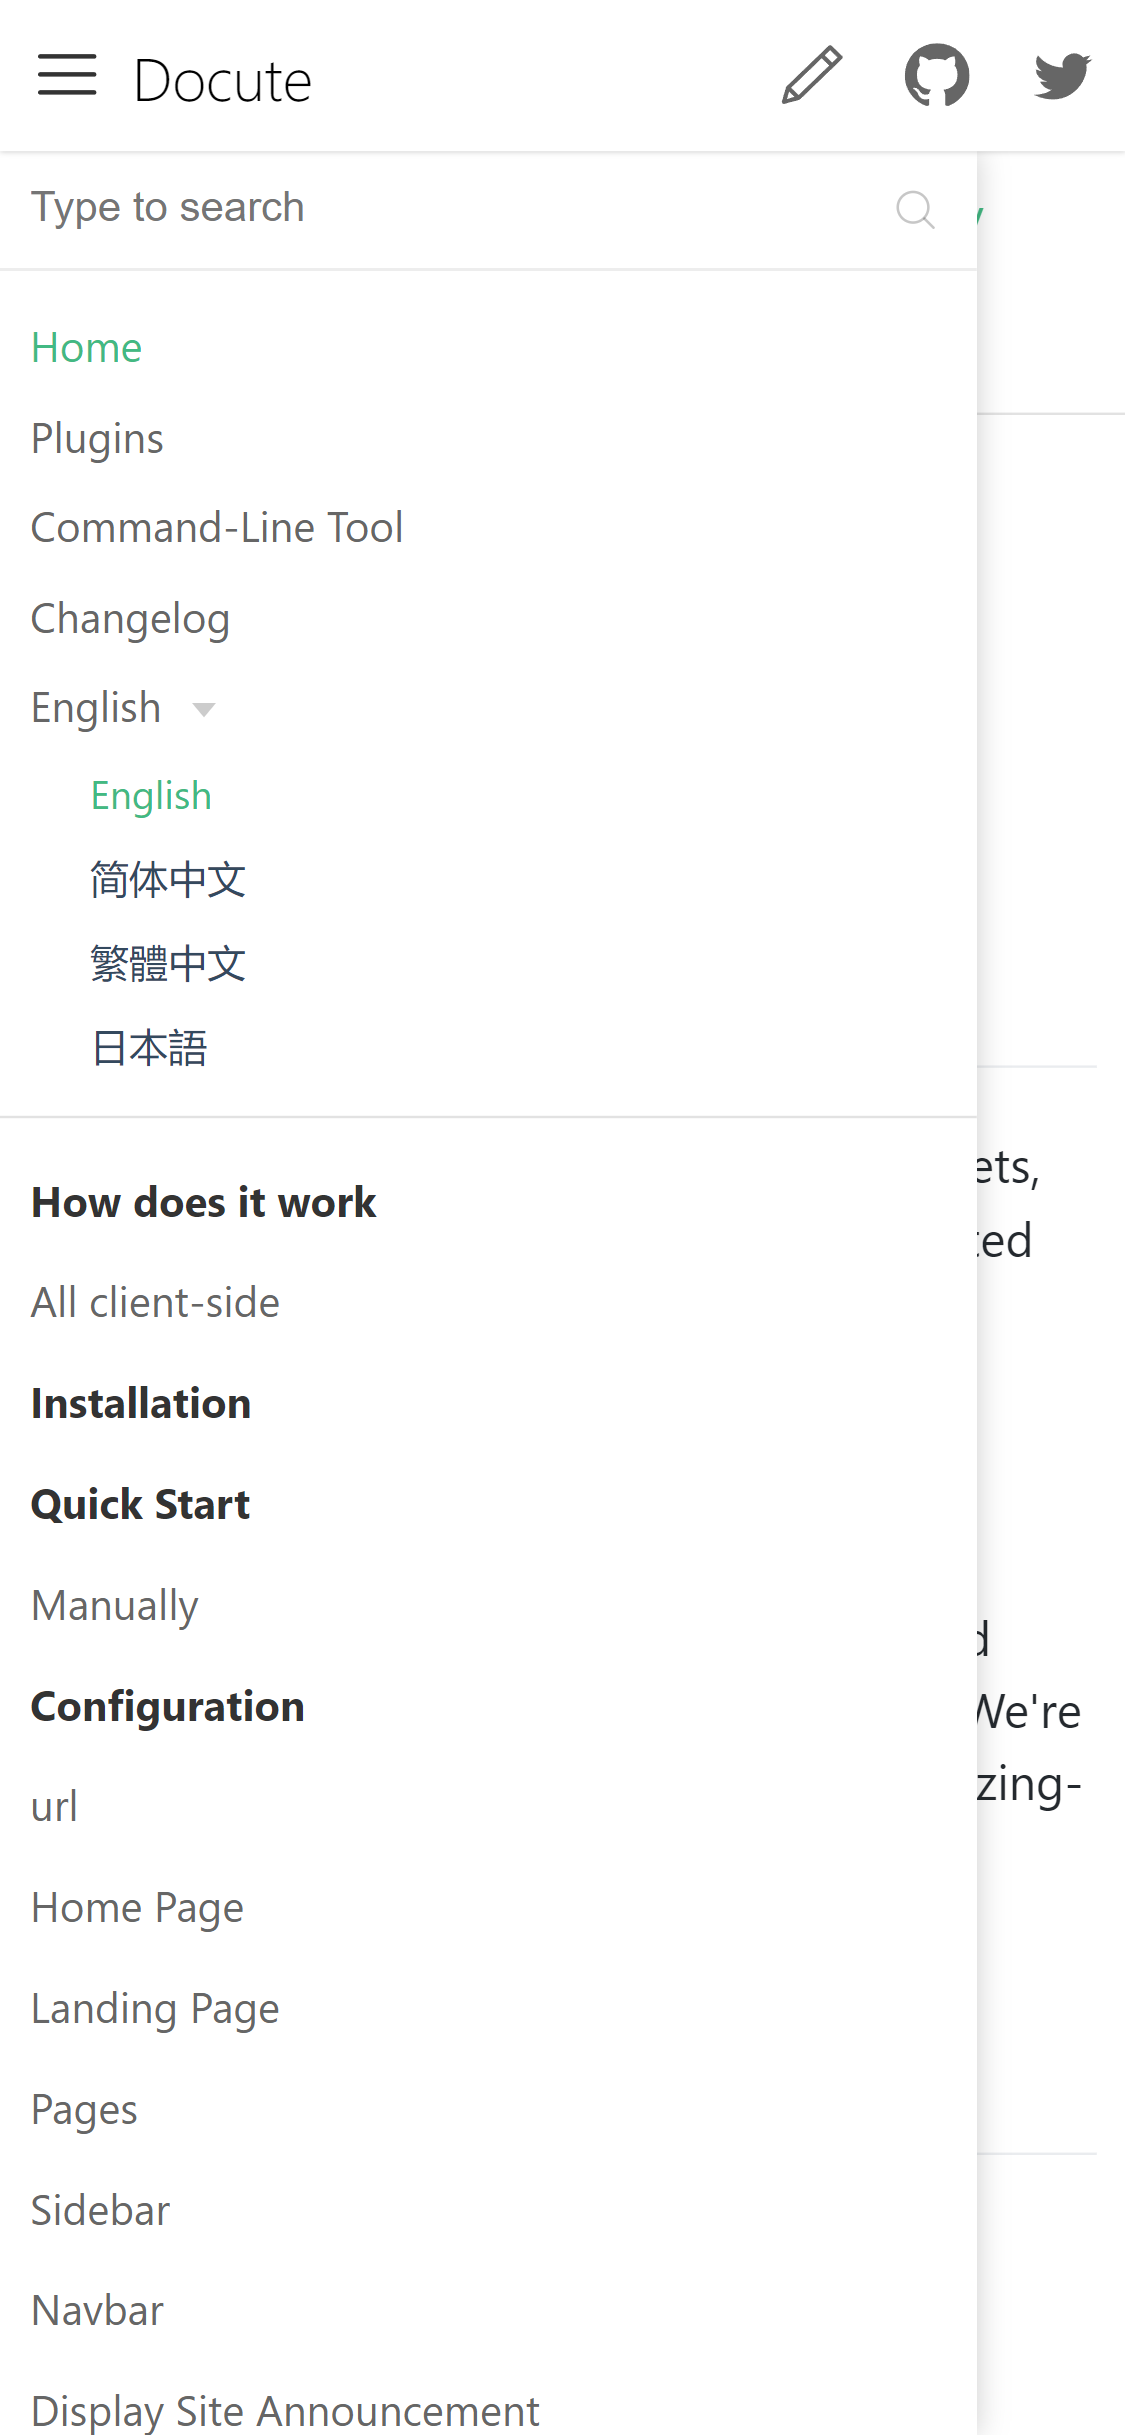 Docute
Type to search
Home
Plugins
Command-Line Tool
Changelog
English
English
简体中文
繁體中文
日本語
How does it work
All client-side
Installation
Quick Start
Manually
Configuration
url
Home Page
Landing Page
Pages
Sidebar
Navbar
Display Site Announcement
ets,
ed
We're
zing-